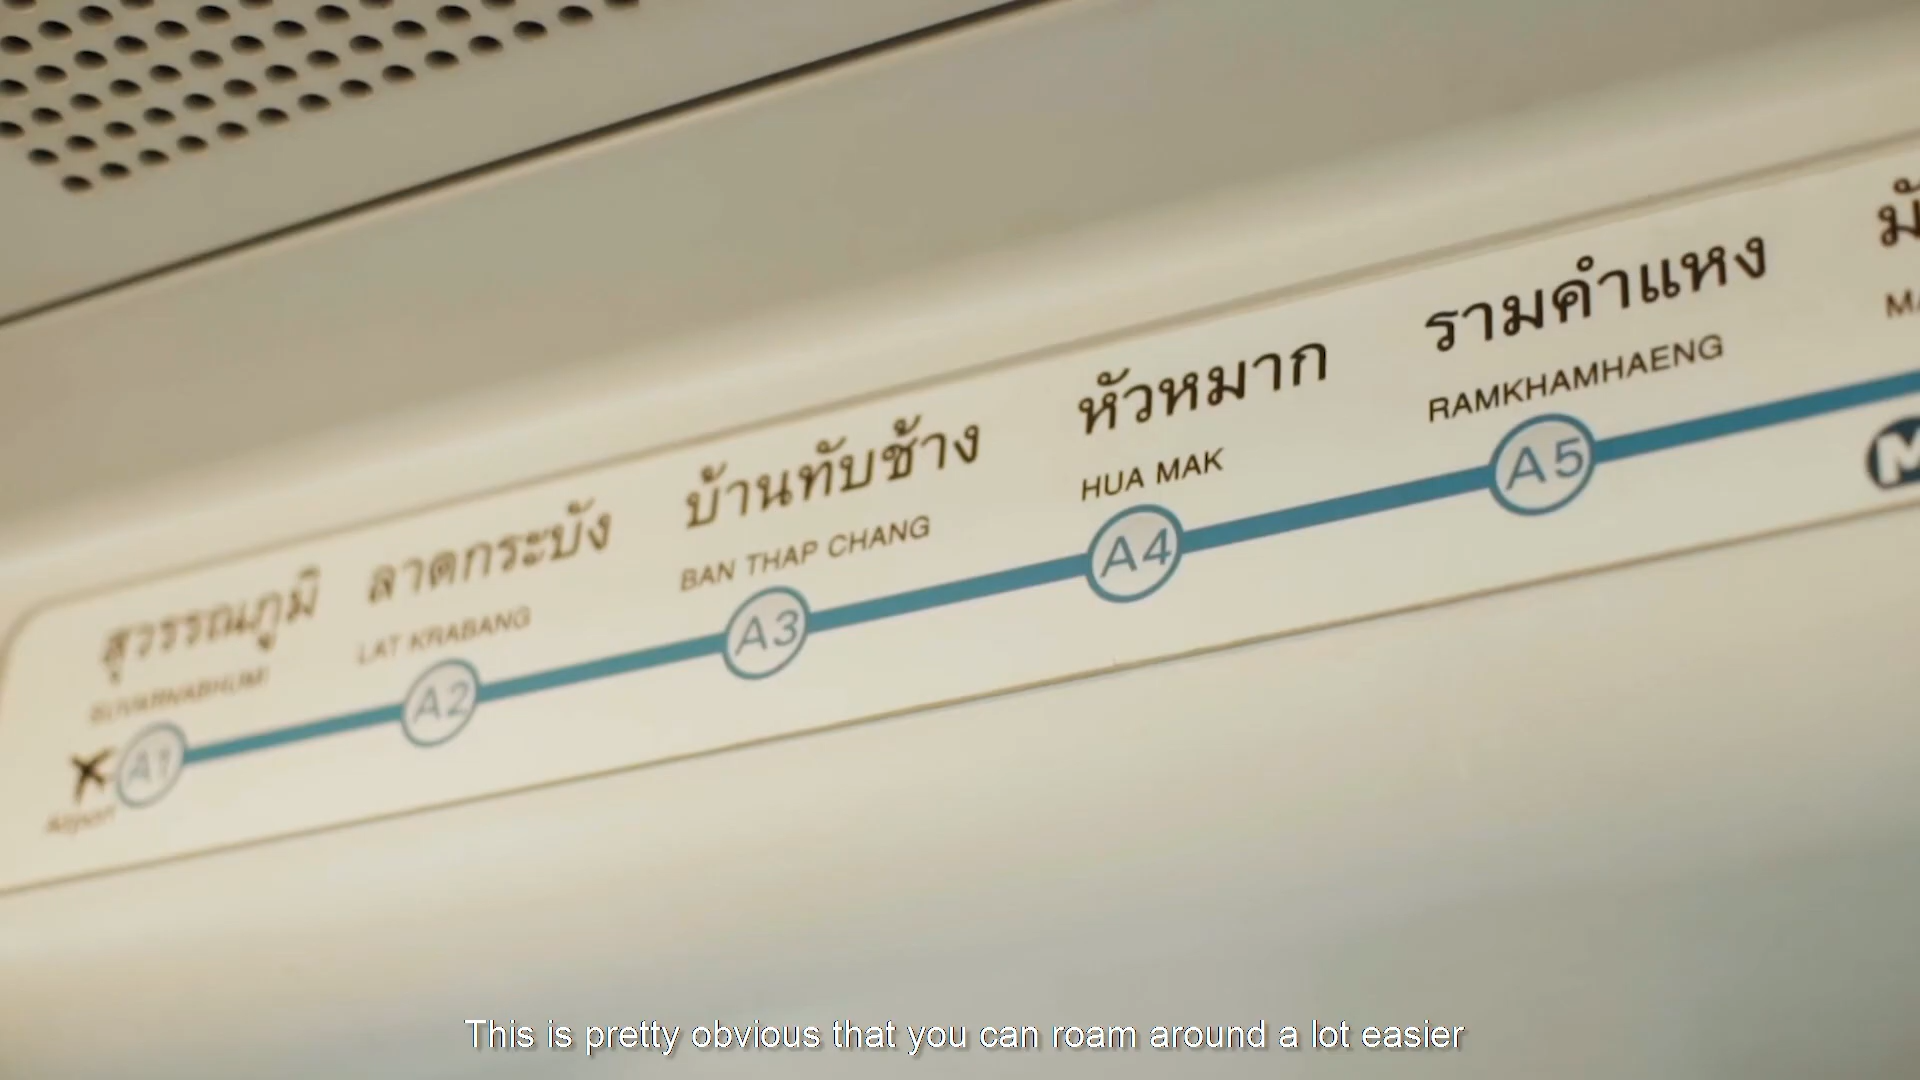 สุวรรณภูมิ
SUVARNABHUMI
Airport
A1
ลาดกระบัง
LAT KRABANG
A2
บ้านทับช้าง
BAN THAP CHANG
A3
หัวหมาก
HUA MAK
A4
รามคำแหง
RAMKHAMHAENG
A5
This is pretty obvious that you can roam around a lot easier